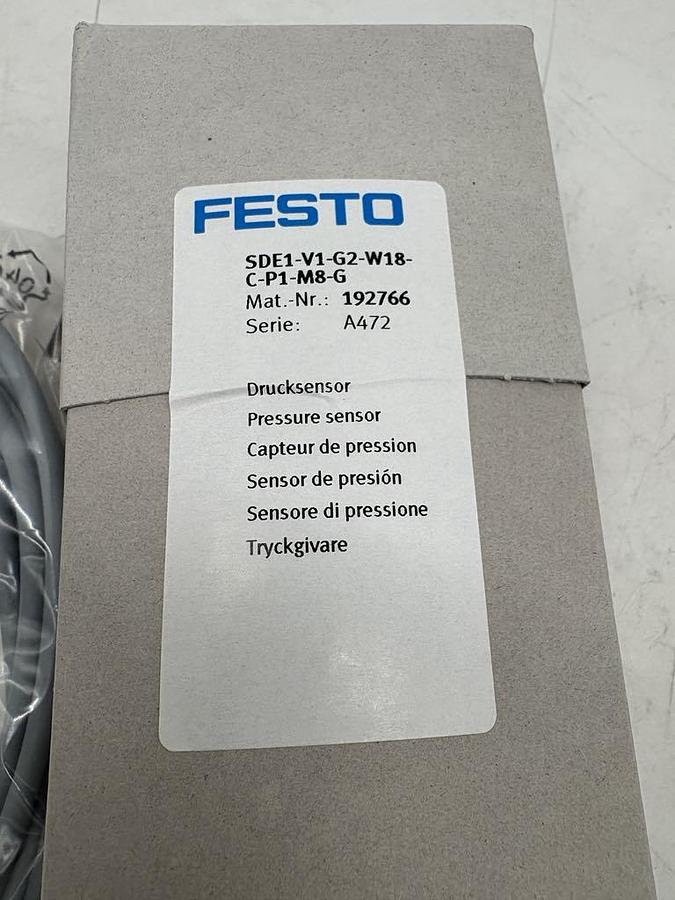 FESTO
SDE1-V1-G2-W18-
C-P1-M8-G
Mat.-Nr.: 192766
Serie: A472
Drucksensor
Pressure sensor
Capteur de pression
Sensor de presión
Sensore di pressione
Tryckgivare